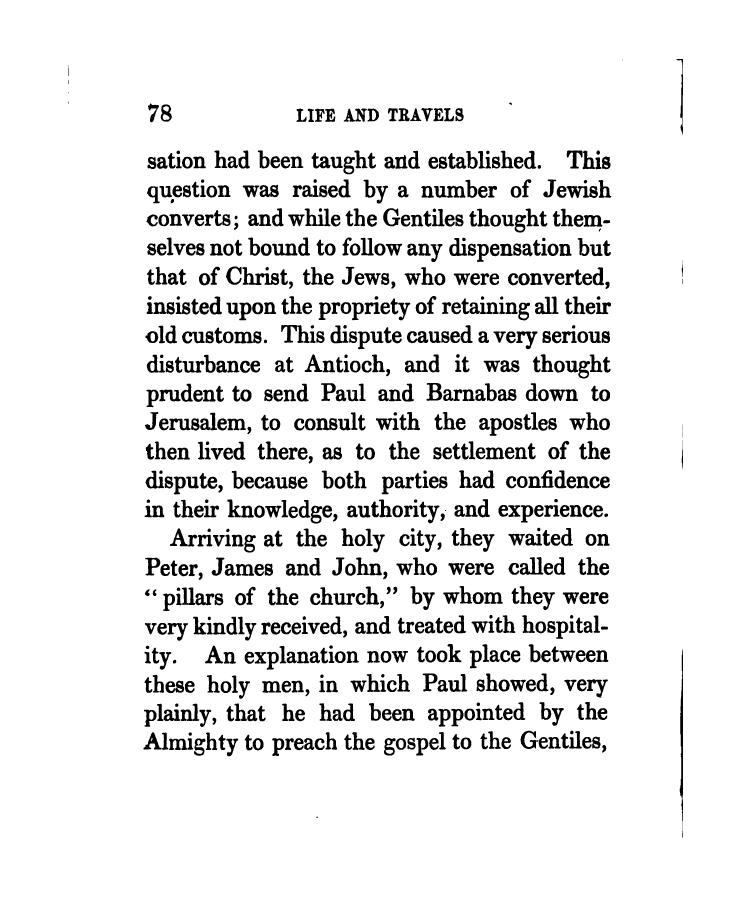 78 LIFE AND TRAVELS
sation had been taught and established. This
question was raised by a number of Jewish
converts; and while the Gentiles thought them-
selves not bound to follow any dispensation but
that of Christ, the Jews, who were converted,
insisted upon the propriety of retaining all their
old customs. This dispute caused a very serious
disturbance at Antioch, and it was thought
prudent to send Paul and Barnabas down to
Jerusalem, to consult with the apostles who
then lived there, as to the settlement of the
dispute, because both parties had confidence
in their knowledge, authority, and experience.
Arriving at the holy city, they waited on
Peter, James and John, who were called the
“ pillars of the church,” by whom they were
very kindly received, and treated with hospital-
ity. An explanation now took place between
these holy men, in which Paul showed, very
plainly, that he had been appointed by the
Almighty to preach the gospel to the Gentiles,